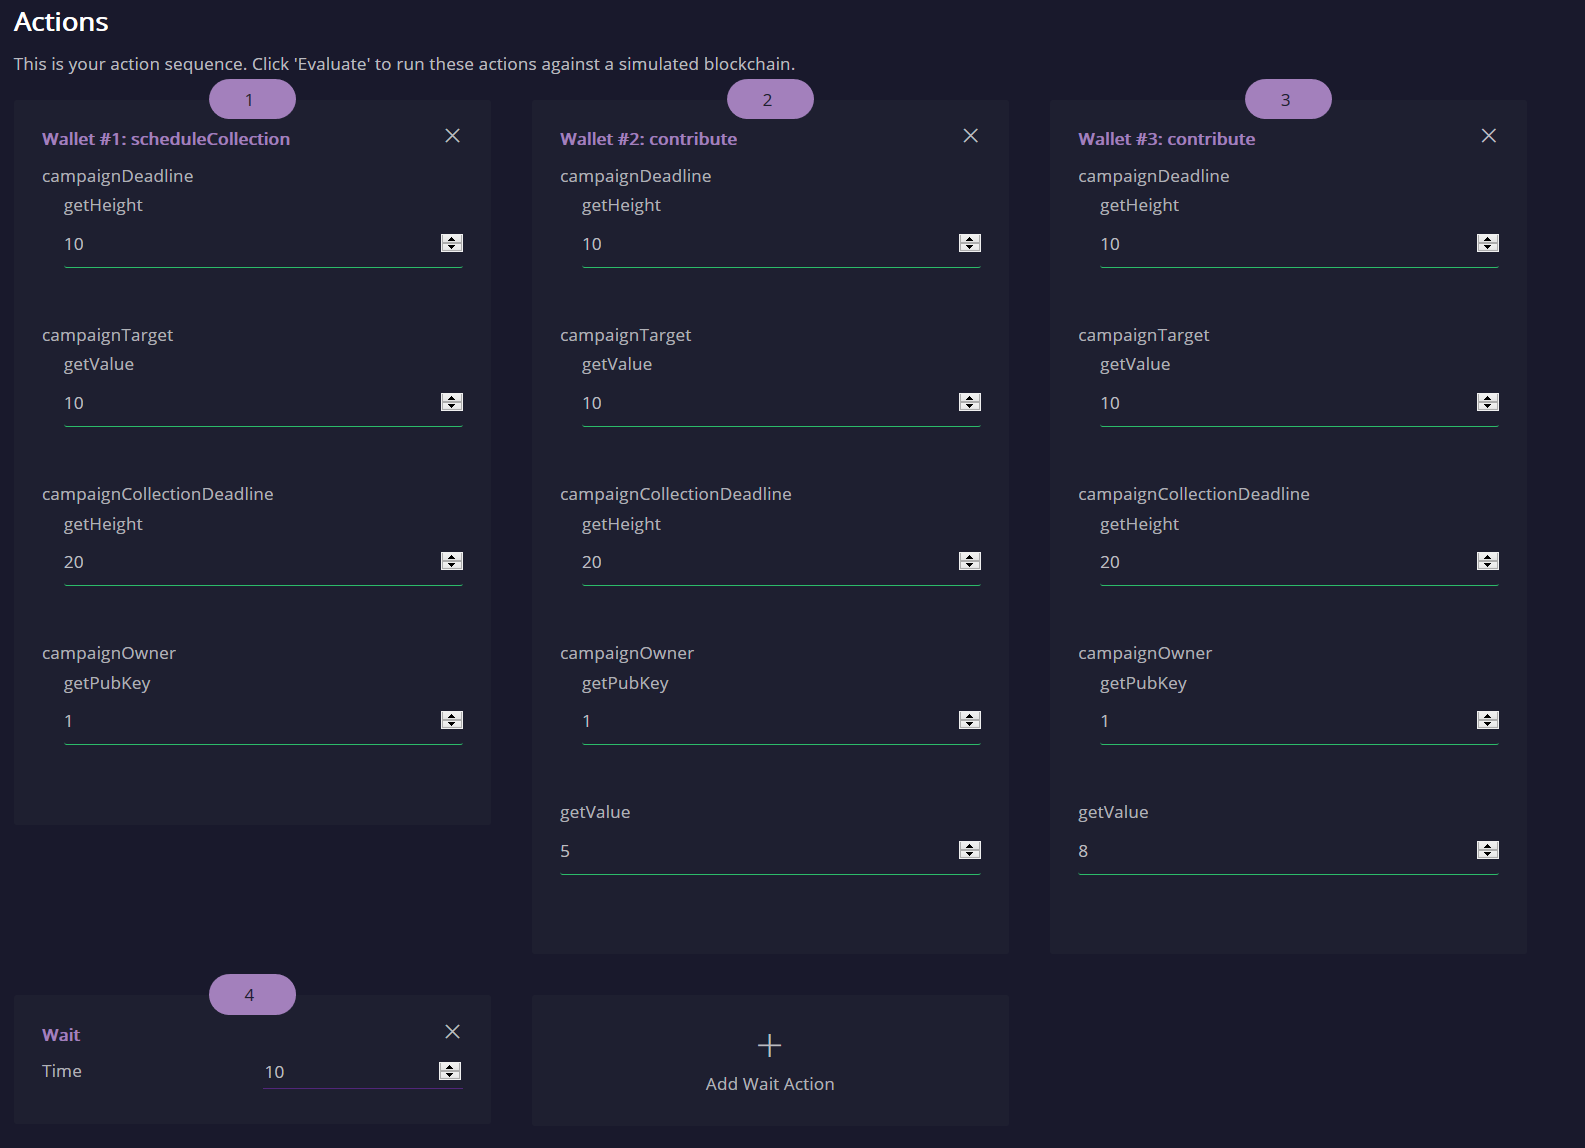 Actions
This is your action sequence. Click 'Evaluate' to run these actions against a simulated blockchain.
1
Wallet #1: scheduleCollection
campaignDeadline
getHeight
10
campaignTarget
getValue
10
campaignCollectionDeadline
getHeight
20
campaignOwner
getPubKey
1
2
Wallet #2: contribute
campaignDeadline
getHeight
10
campaignTarget
getValue
10
campaignCollectionDeadline
getHeight
20
campaignOwner
getPubKey
1
getValue
5
3
Wallet #3: contribute
campaignDeadline
getHeight
10
campaignTarget
getValue
10
campaignCollectionDeadline
getHeight
20
campaignOwner
getPubKey
1
getValue
8
4
Wait
Time 10
Add Wait Action